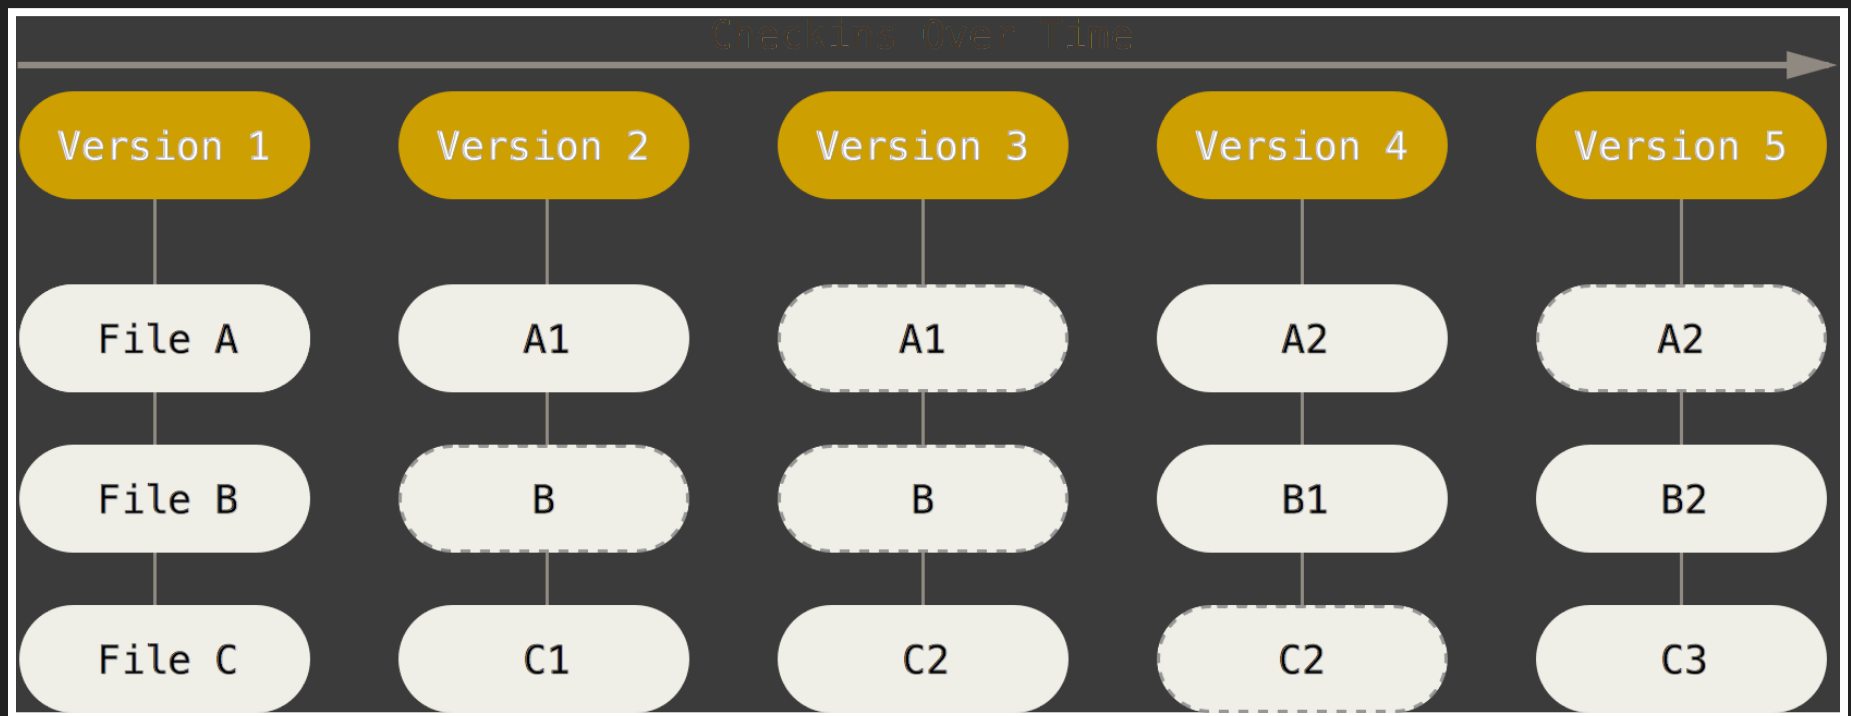 Checkins Over Time
Version 1 Version 2 Version 3 Version 4 Version 5
File A A1 A1 A2 A2
File B B B B1 B2
File C C1 C2 C2 C3